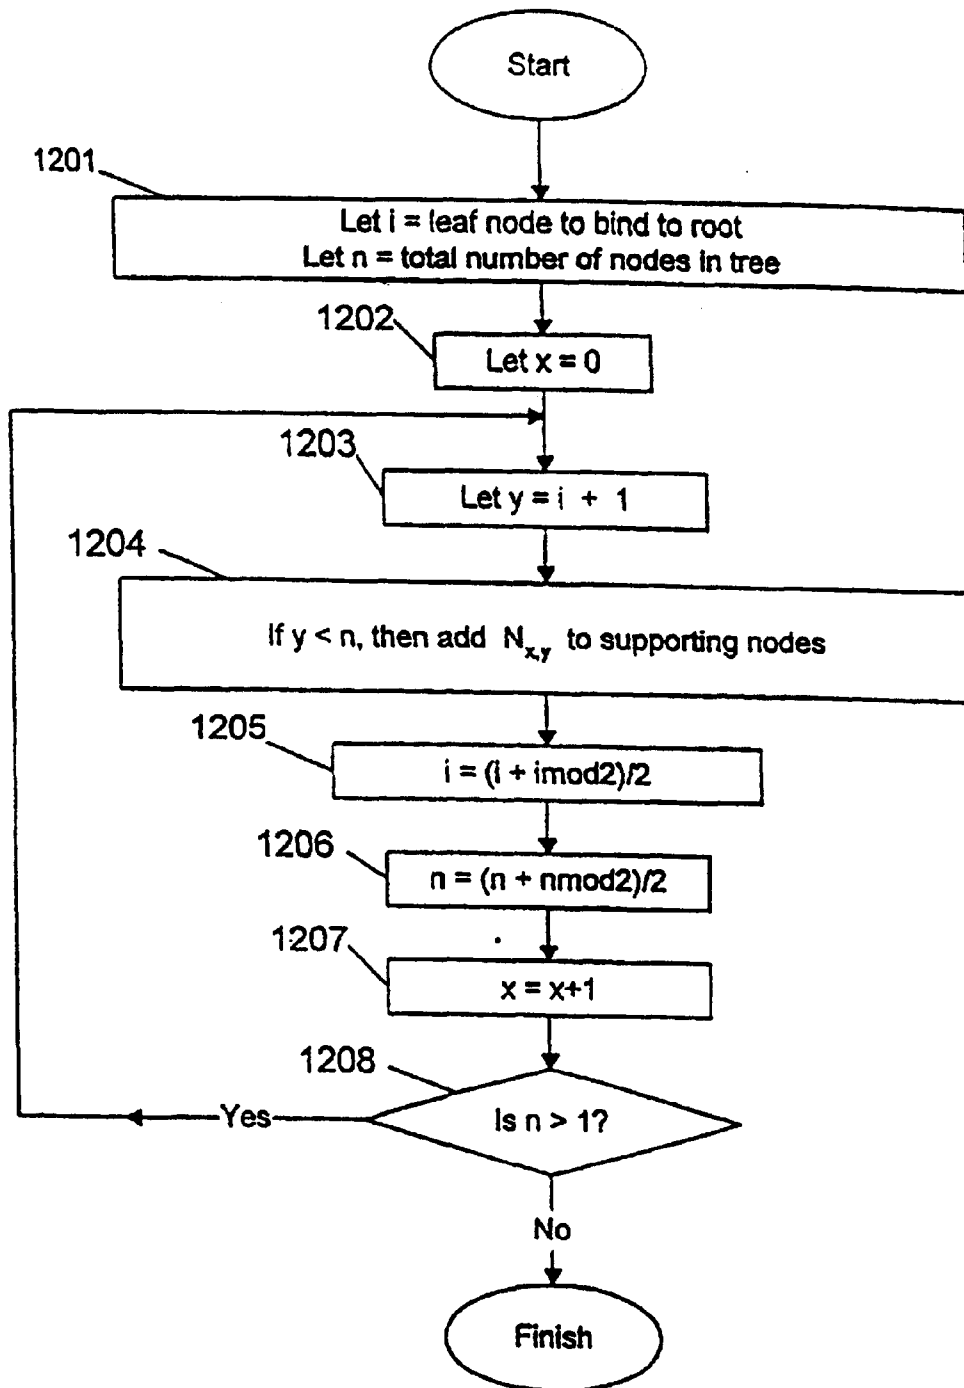 Start
1201
Let i = leaf node to bind to root
Let n = total number of nodes in tree
1202
Let x = 0
1203
Let y = i + 1
1204
If y < n, then add N x,y to supporting nodes
1205
i = (i + imod2)/2
1206
n = (n + nmod2)/2
1207
x = x+1
1208
Is n > 1?
Yes
No
Finish